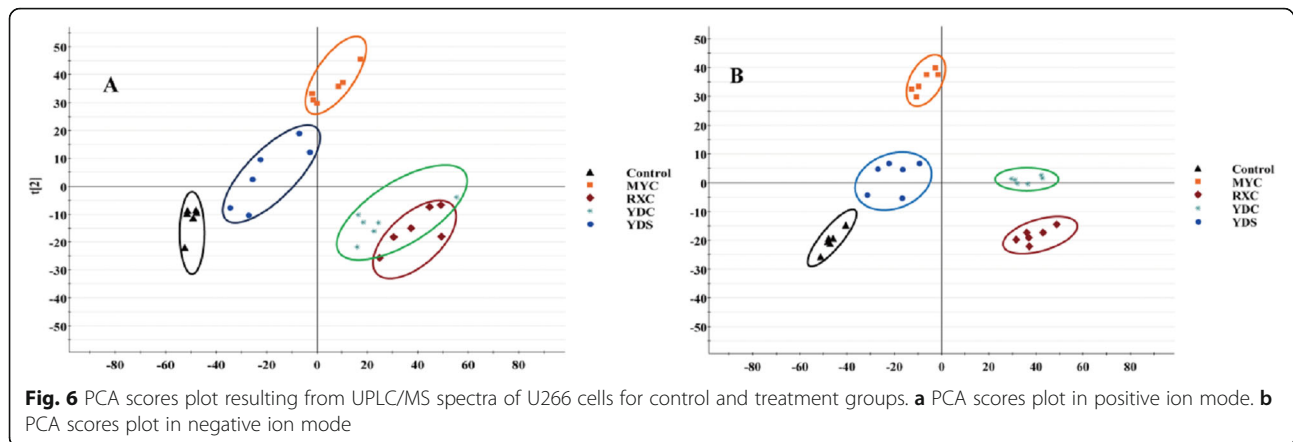 A
t[2]
50
40
30
20
10
0
-10
-20
-30
-40
-50
-80 -60 -40 -20 0 20 40 60 80
Control
MYC
RXC
YDC
YDS
B
50
40
30
20
10
0
-10
-20
-30
-40
-50
-80 -60 -40 -20 0 20 40 60 80
Control
MYC
RXC
YDC
YDS
Fig. 6 PCA scores plot resulting from UPLC/MS spectra of U266 cells for control and treatment groups. a PCA scores plot in positive ion mode. b
PCA scores plot in negative ion mode